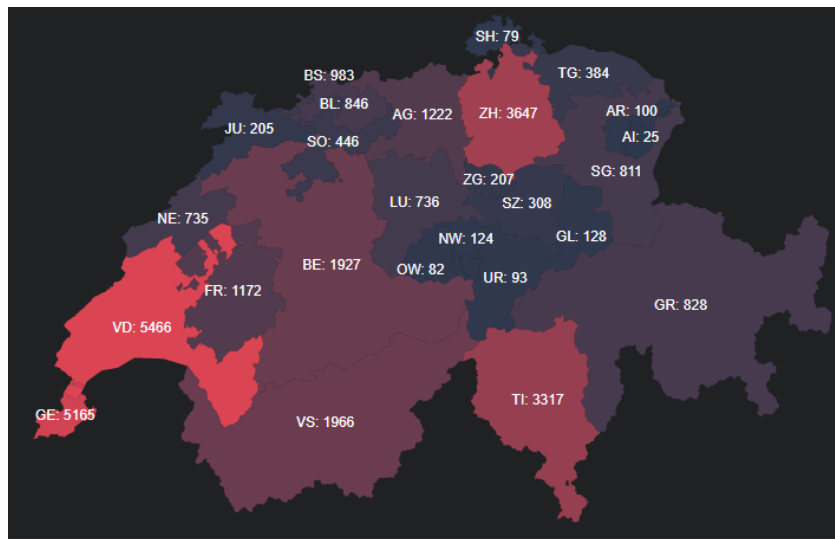 SH: 79
TG: 384
BS: 983
BL: 846
AR: 100
AG: 1222
ZH: 3647
JU: 205
AI: 25
SO: 446
SG: 811
ZG: 207
LU: 736
SZ: 308
NE: 735
NW: 124
GL: 128
BE: 1927
OW: 82
UR: 93
FR: 1172
GR: 828
VD: 5466
TI: 3317
GE: 5165
VS: 1966